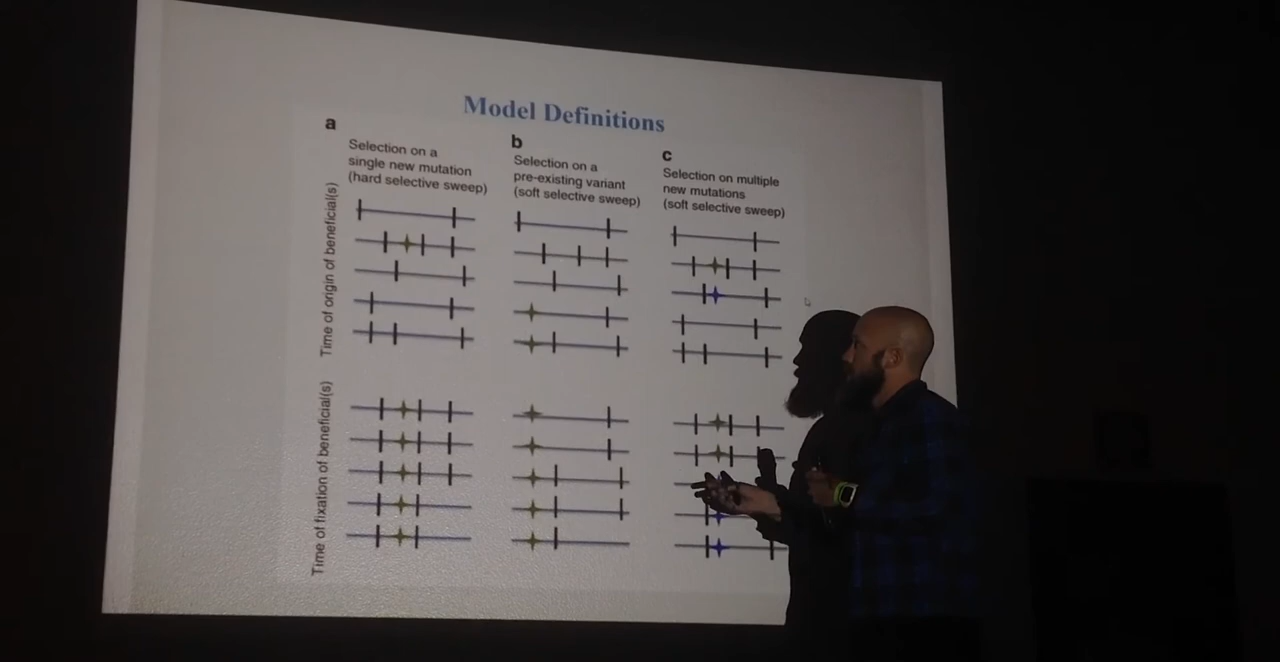 Model Definitions
a
Selection on a
single new mutation
(hard selective sweep)
b
Selection on a
pre-existing variant
(soft selective sweep)
c
Selection on multiple
new mutations
(soft selective sweep)
Time of origin of beneficial(s)
Time of fixation of beneficial(s)